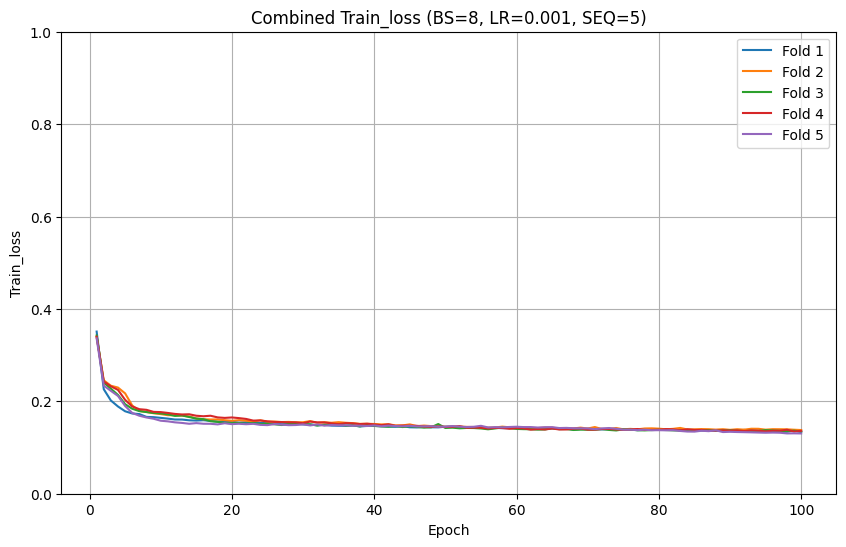 Combined Train_loss (BS=8, LR=0.001, SEQ=5)
1.0
0.8
0.6
0.4
0.2
0.0
Train_loss
0 20 40 60 80 100
Epoch
Fold 1
Fold 2
Fold 3
Fold 4
Fold 5